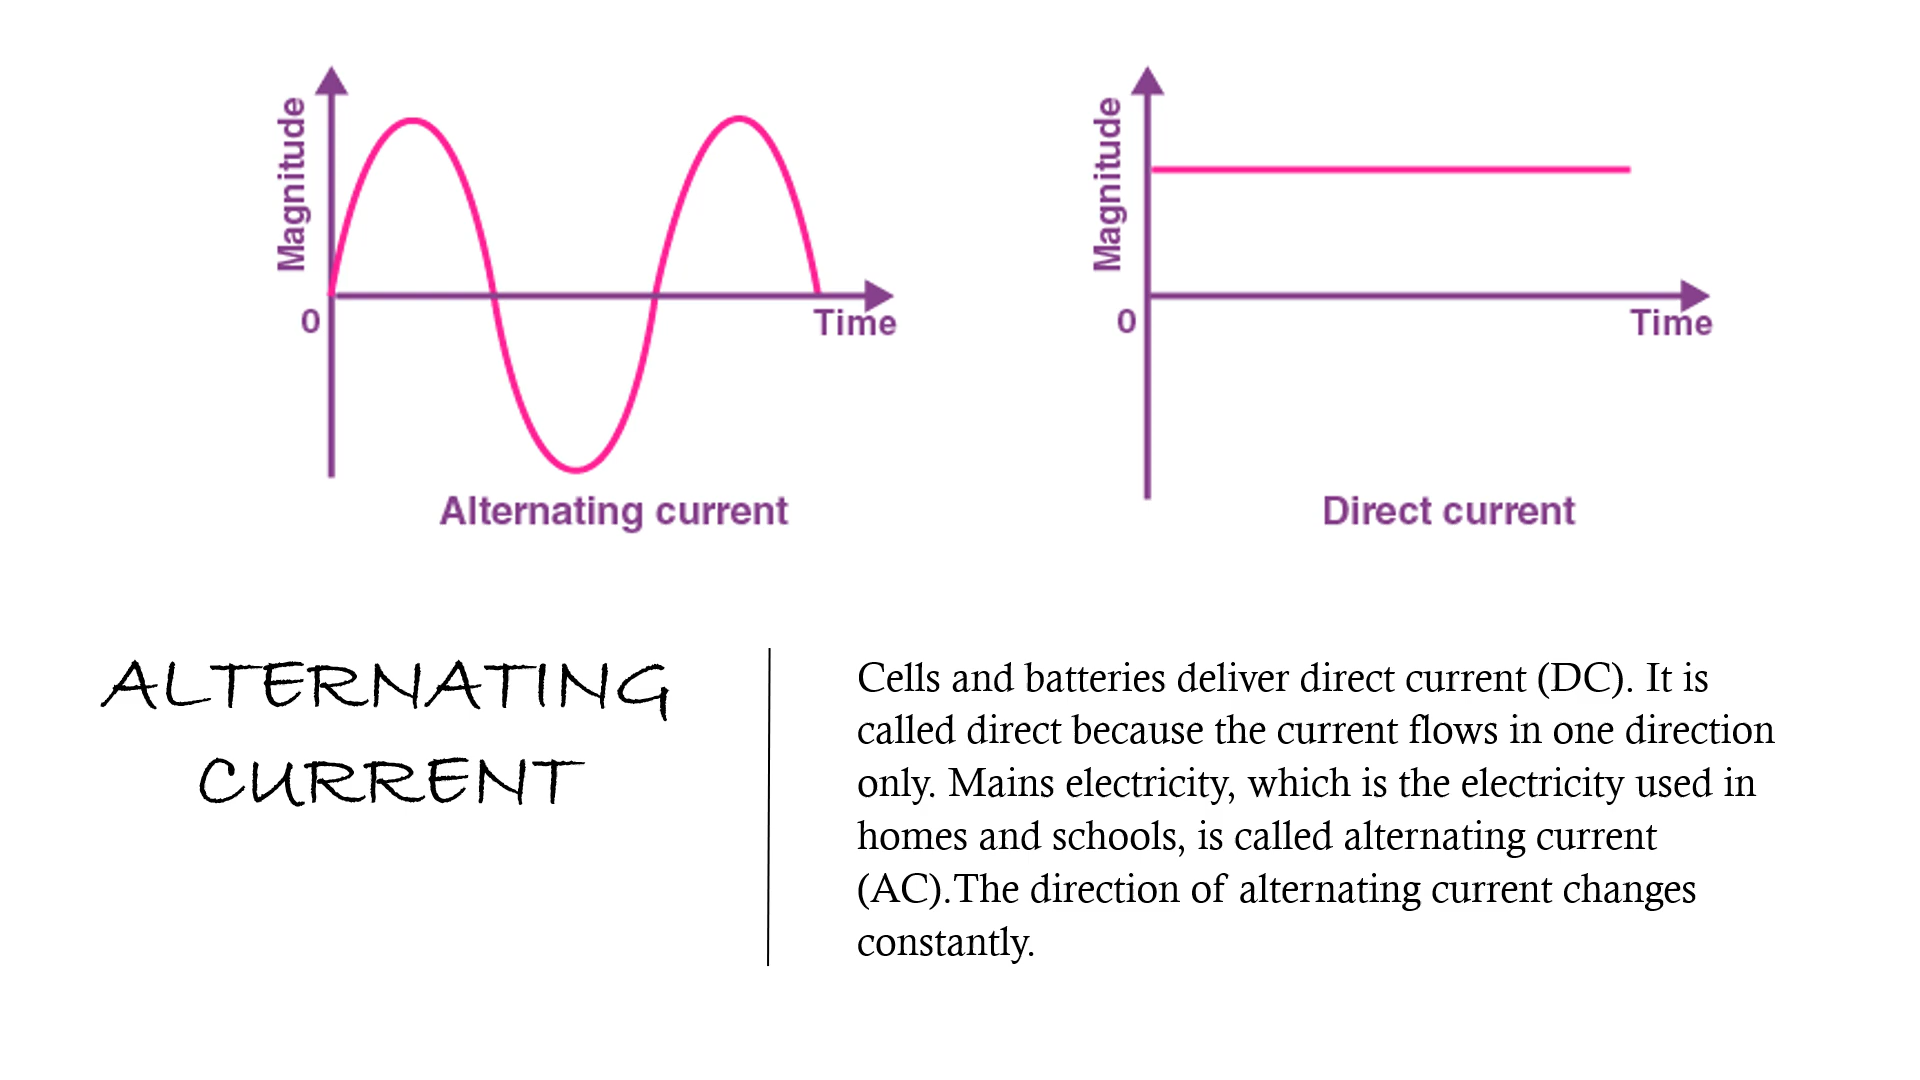 Magnitude
0
Time
Alternating current
Magnitude
0
Time
Direct current
ALTERNATING
CURRENT
Cells and batteries deliver direct current (DC). It is
called direct because the current flows in one direction
only. Mains electricity, which is the electricity used in
homes and schools, is called alternating current
(AC).The direction of alternating current changes
constantly.